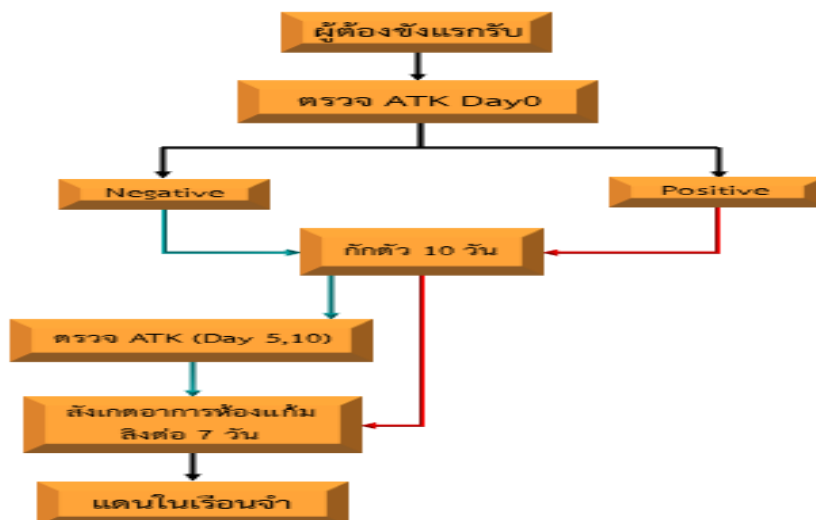 ผู้ต้องขังแรกรับ
ตรวจ ATK Day0
Negative
Positive
กักตัว 10 วัน
ตรวจ ATK (Day 5,10)
สังเกตอาการห้องแก้ม
สิงต่อ 7 วัน
แดนในเรือนจำ